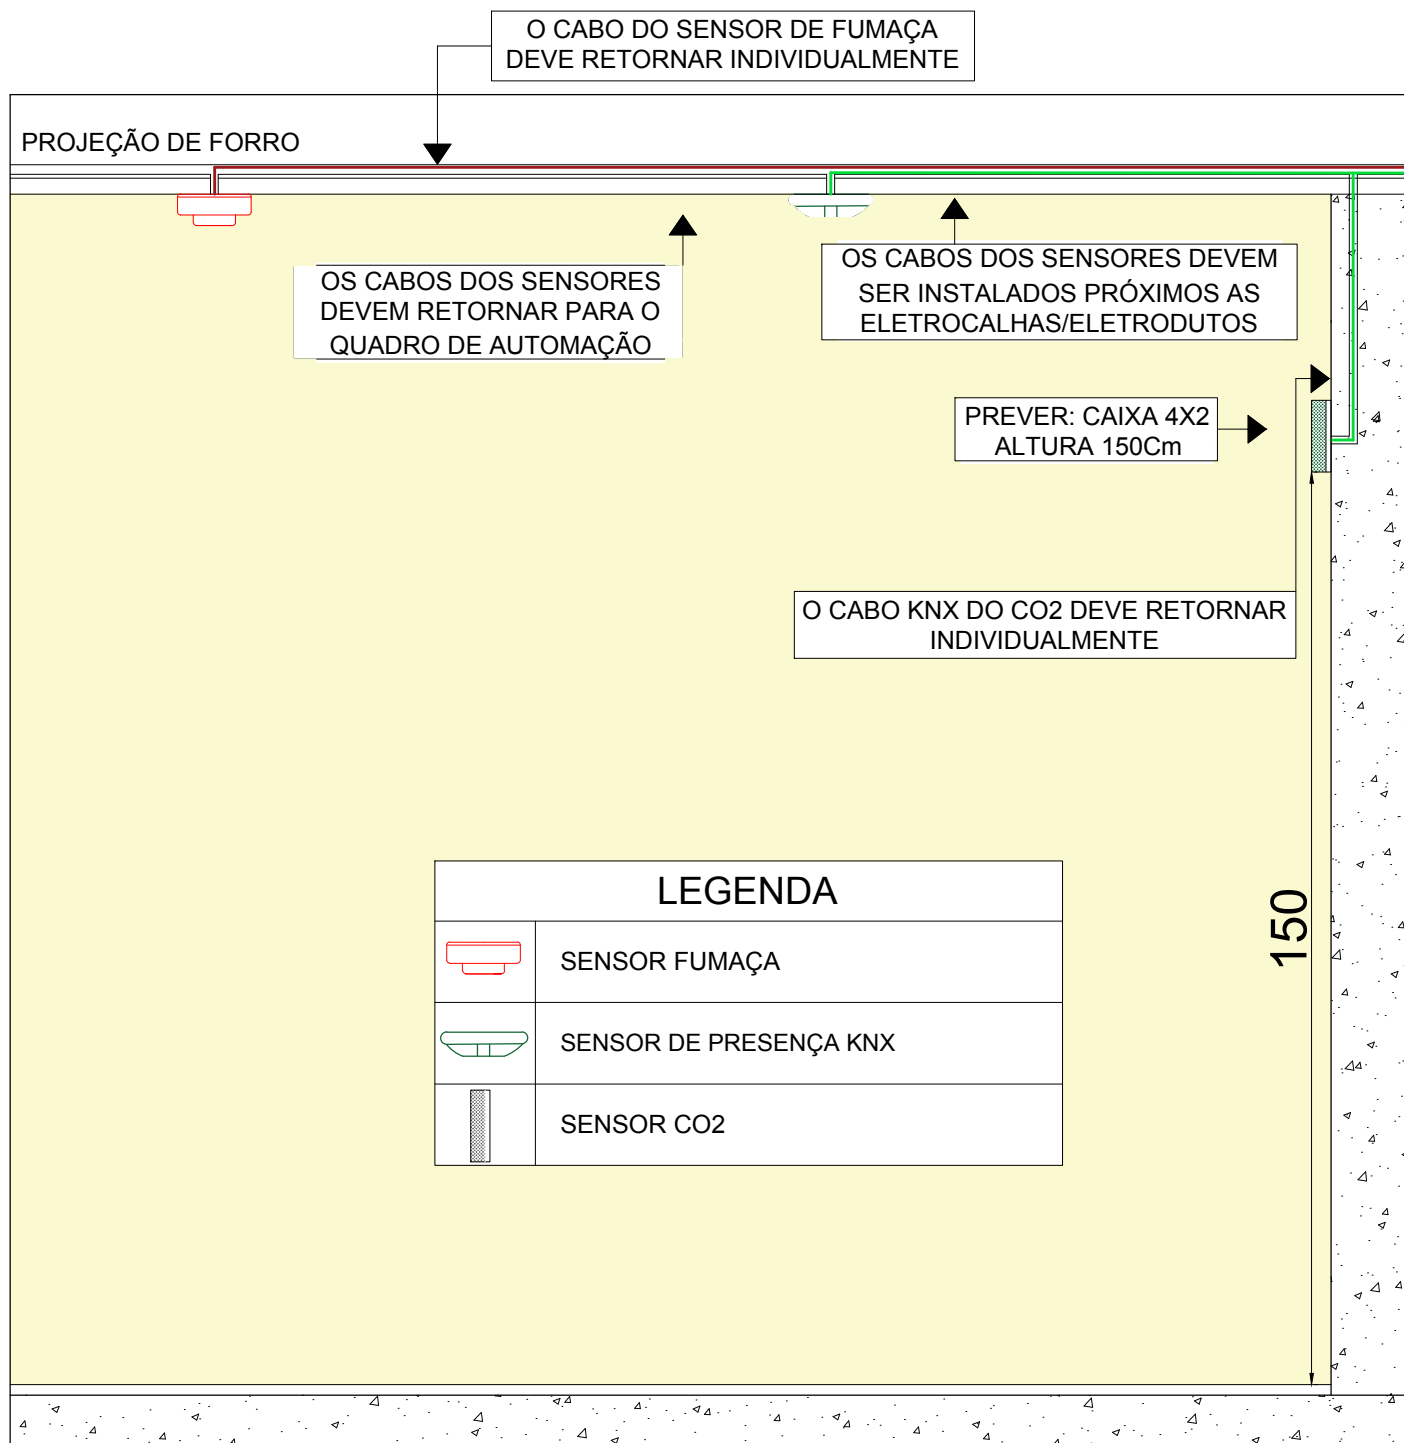 O CABO DO SENSOR DE FUMAÇA
DEVE RETORNAR INDIVIDUALMENTE
PROJEÇÃO DE FORRO
OS CABOS DOS SENSORES
DEVEM RETORNAR PARA O
QUADRO DE AUTOMAÇÃO
OS CABOS DOS SENSORES DEVEM
SER INSTALADOS PRÓXIMOS AS
ELETROCALHAS/ELETRODUTOS
PREVER: CAIXA 4X2
ALTURA 150Cm
O CABO KNX DO CO2 DEVE RETORNAR
INDIVIDUALMENTE
LEGENDA
SENSOR FUMAÇA
SENSOR DE PRESENÇA KNX
SENSOR CO2
150